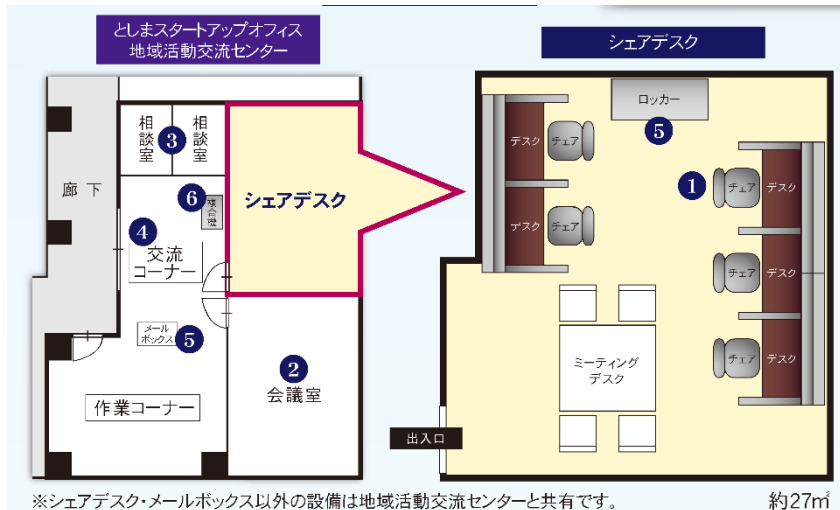 としまスタートアップオフィス
地域活動交流センター
相談室
相談室
3
廊下
シェアデスク
6
複合機
4
交流
コーナー
メール
ボックス
5
2
会議室
作業コーナー
シェアデスク
ロッカー
5
デスク
チェア
1
チェア
デスク
デスク
チェア
チェア
デスク
ミーティング
デスク
チェア
デスク
出入口
※シェアデスク・メールボックス以外の設備は地域活動交流センターと共有です。
約27㎡